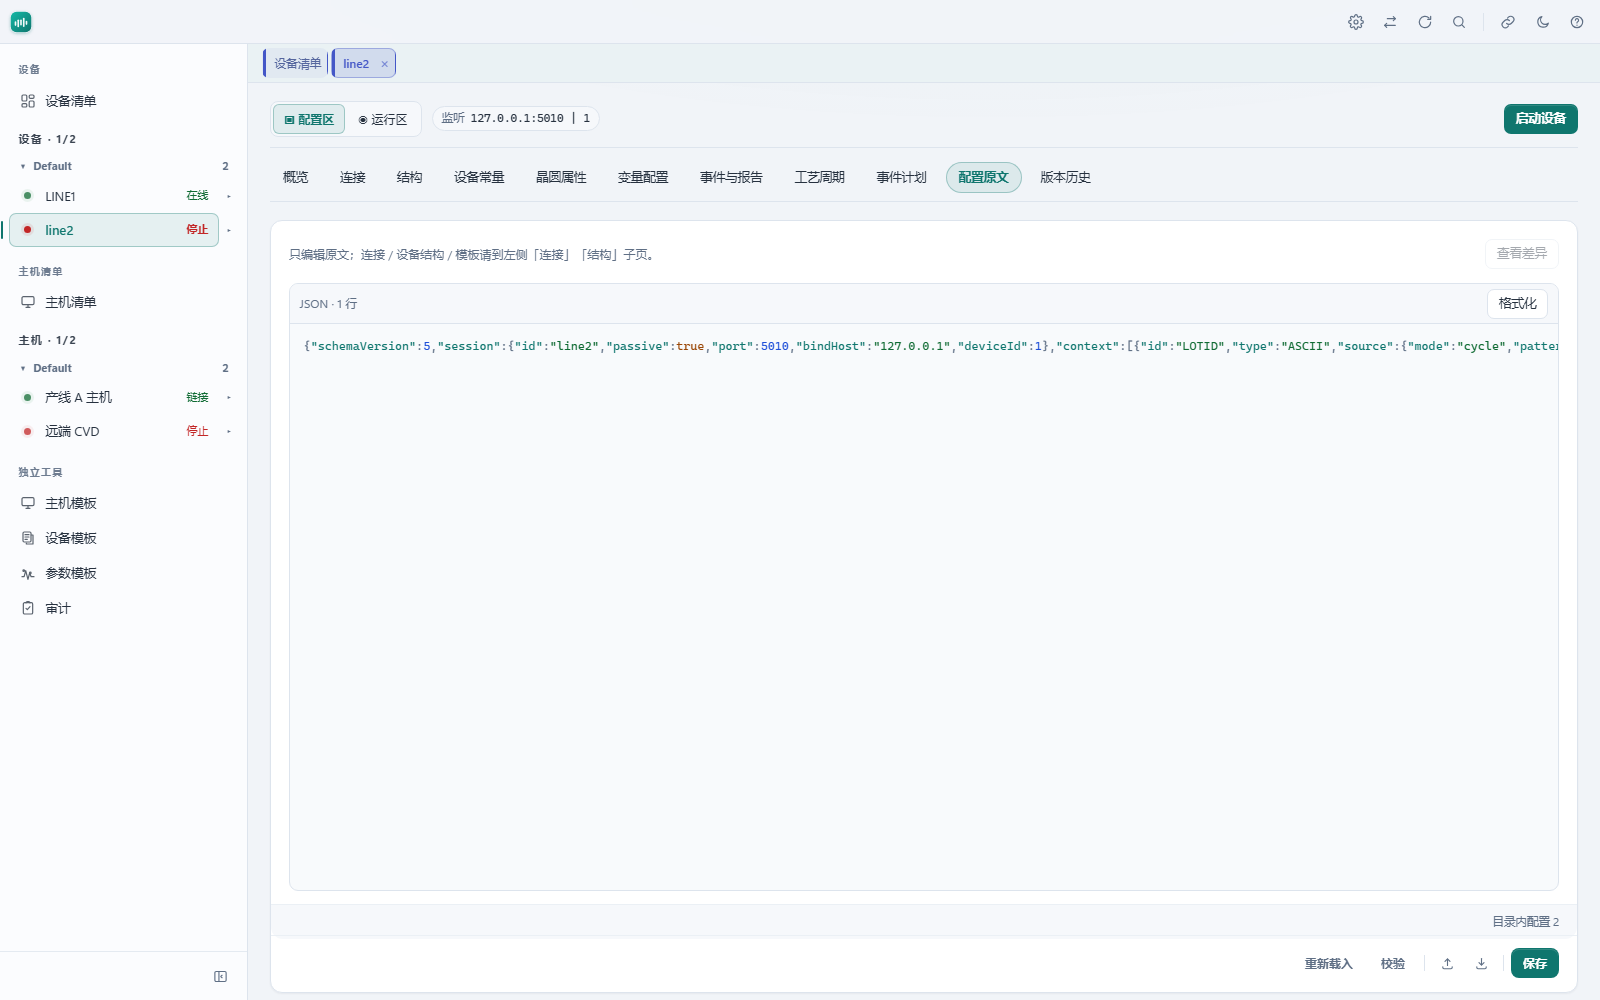 设备
设备清单
设备 · 1/2
Default 2
LINE1 在线
line2 停止
主机清单
主机清单
主机 · 1/2
Default 2
产线 A 主机 链接
远端 CVD 停止
独立工具
主机模板
设备模板
参数模板
审计
设备清单 line2 ×
配置区 运行区 监听 127.0.0.1:5010 | 1 启动设备
概览 连接 结构 设备常量 晶圆属性 变量配置 事件与报告 工艺周期 事件计划 配置原文 版本历史
只编辑原文；连接 / 设备结构 / 模板请到左侧「连接」「结构」子页。 查看差异
JSON · 1 行 格式化
{"schemaVersion":5,"session":{"id":"line2","passive":true,"port":5010,"bindHost":"127.0.0.1","deviceId":1},"context":[{"id":"LOTID","type":"ASCII","source":{"mode":"cycle","patter
目录内配置 2
重新载入 校验 保存